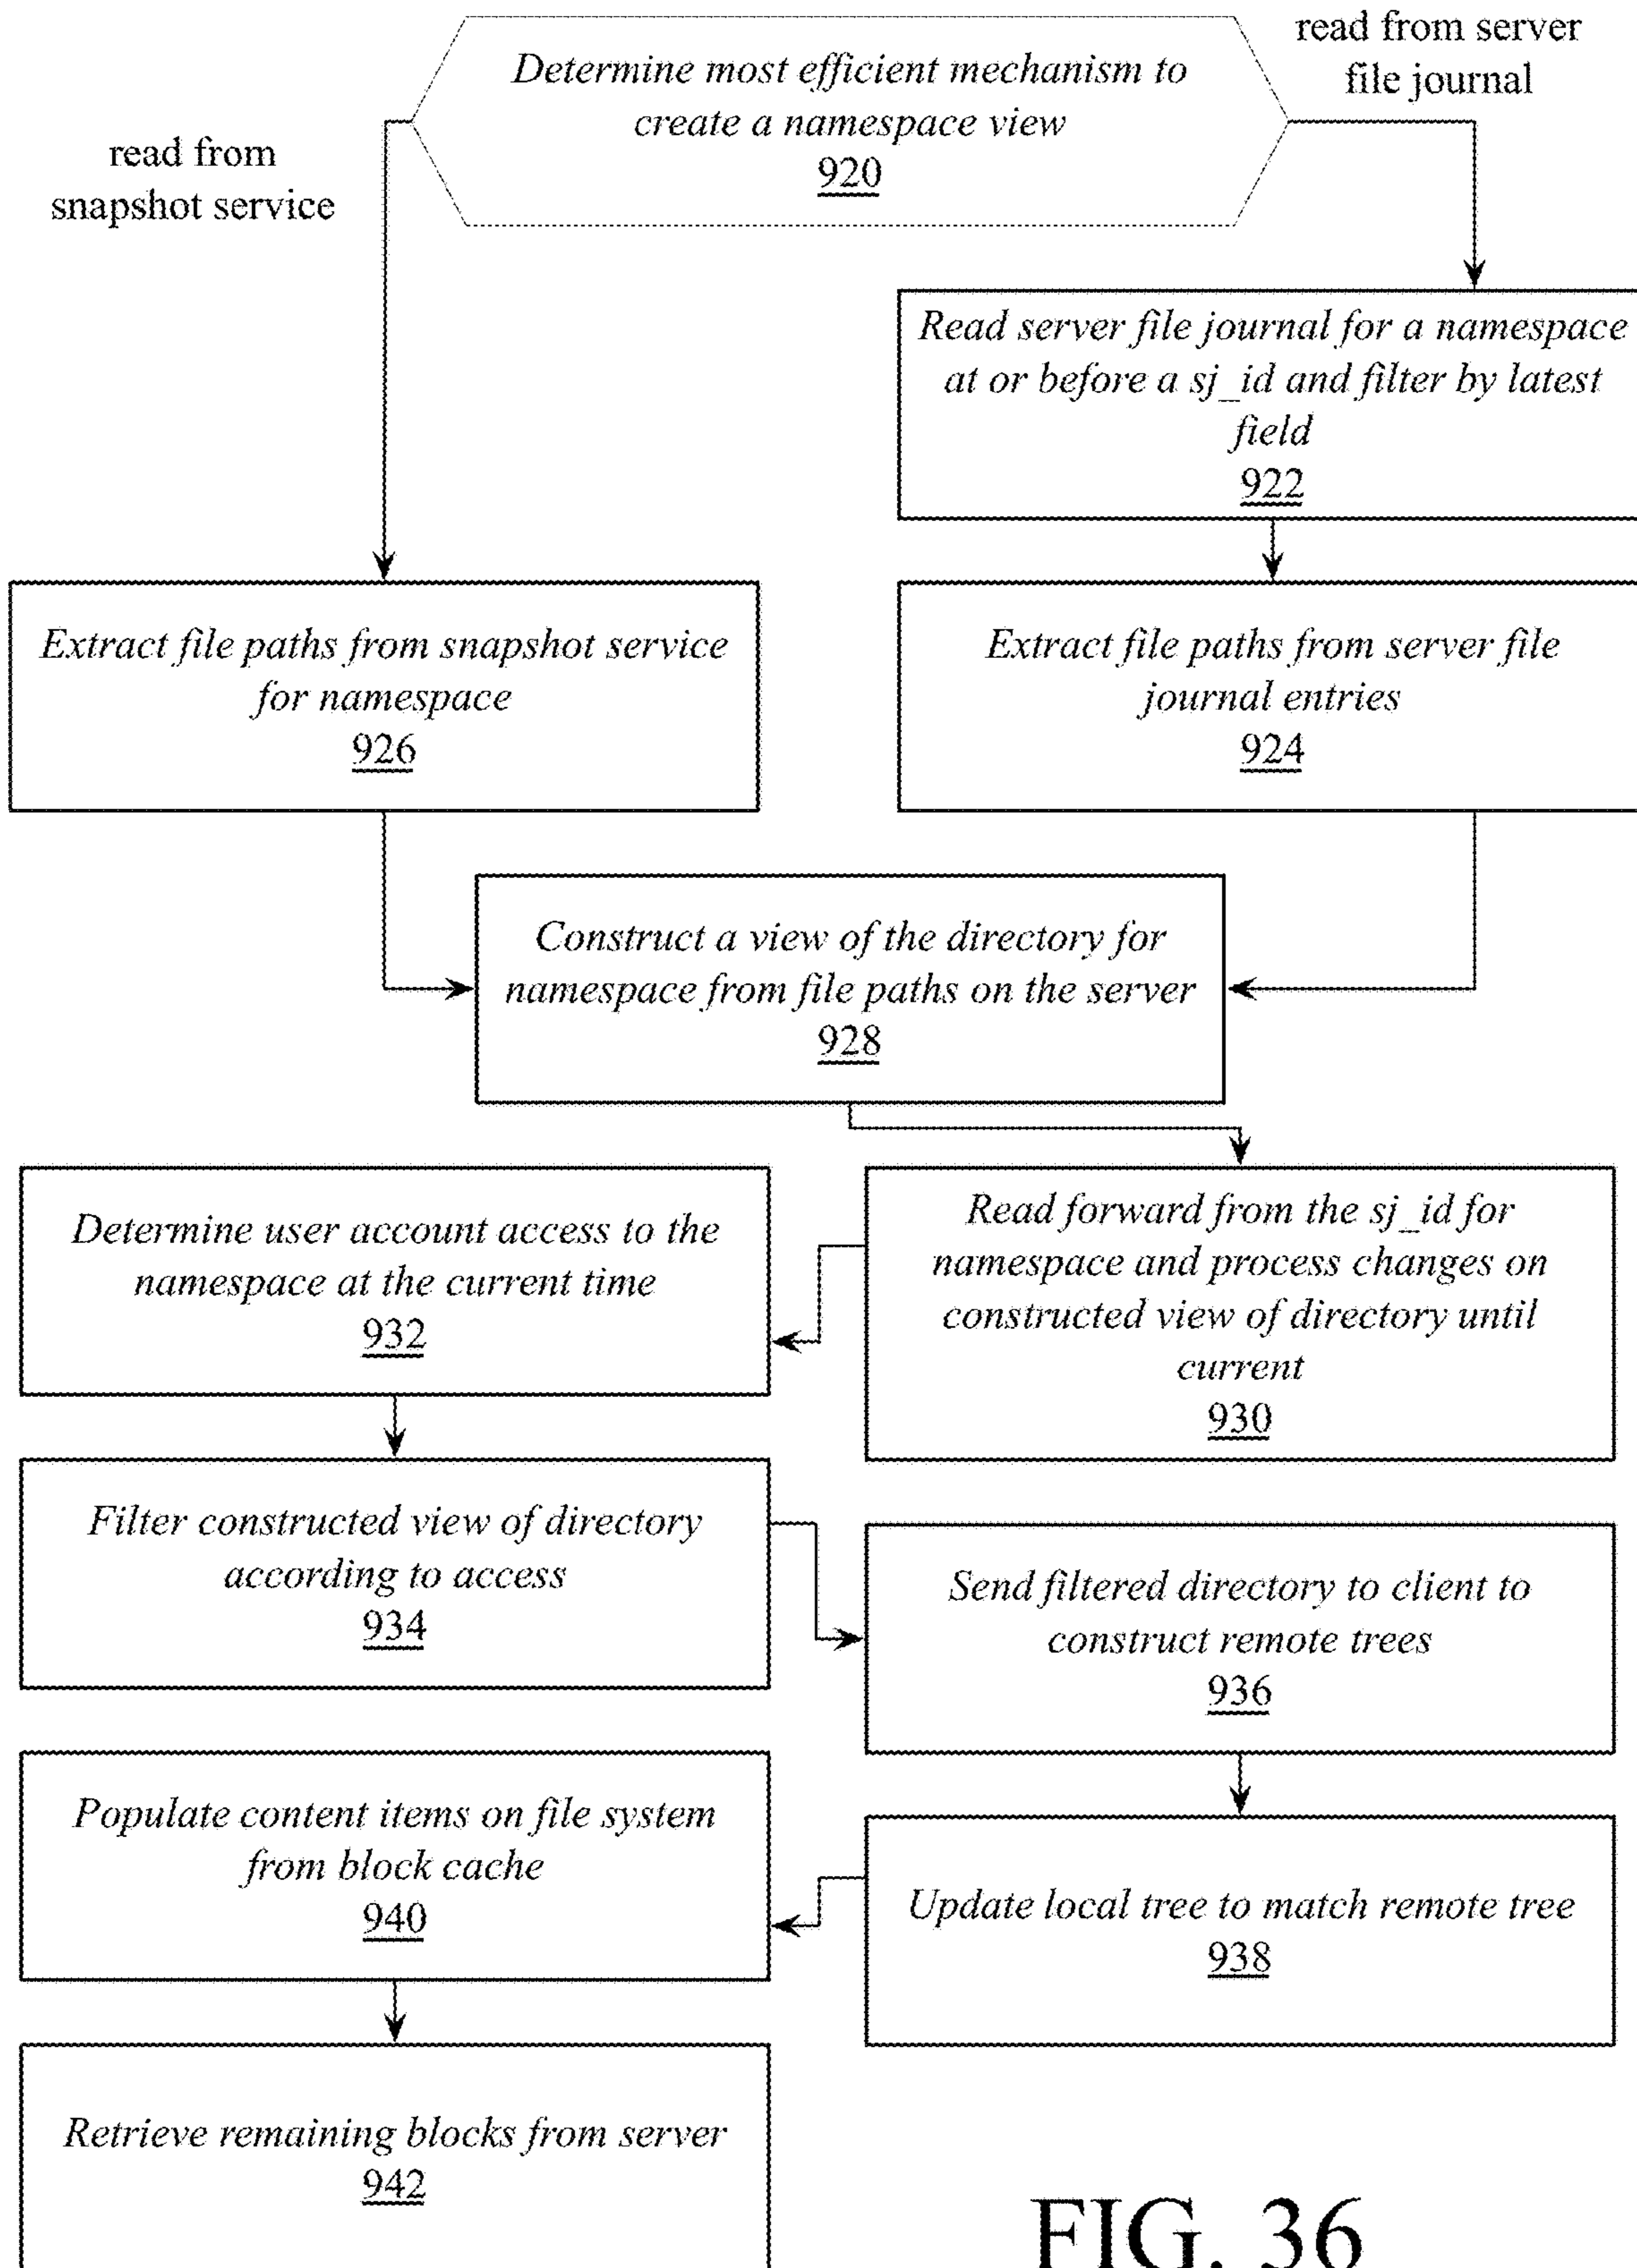 read from server
file journal
Determine most efficient mechanism to
create a namespace view
920
read from
snapshot service
Read server file journal for a namespace
at or before a sj_id and filter by latest
field
922
Extract file paths from snapshot service
for namespace
926
Extract file paths from server file
journal entries
924
Construct a view of the directory for
namespace from file paths on the server
928
Read forward from the sj_id for
namespace and process changes on
constructed view of directory until
current
930
Determine user account access to the
namespace at the current time
932
Filter constructed view of directory
according to access
934
Send filtered directory to client to
construct remote trees
936
Update local tree to match remote tree
938
Populate content items on file system
from block cache
940
Retrieve remaining blocks from server
942
FIG. 36